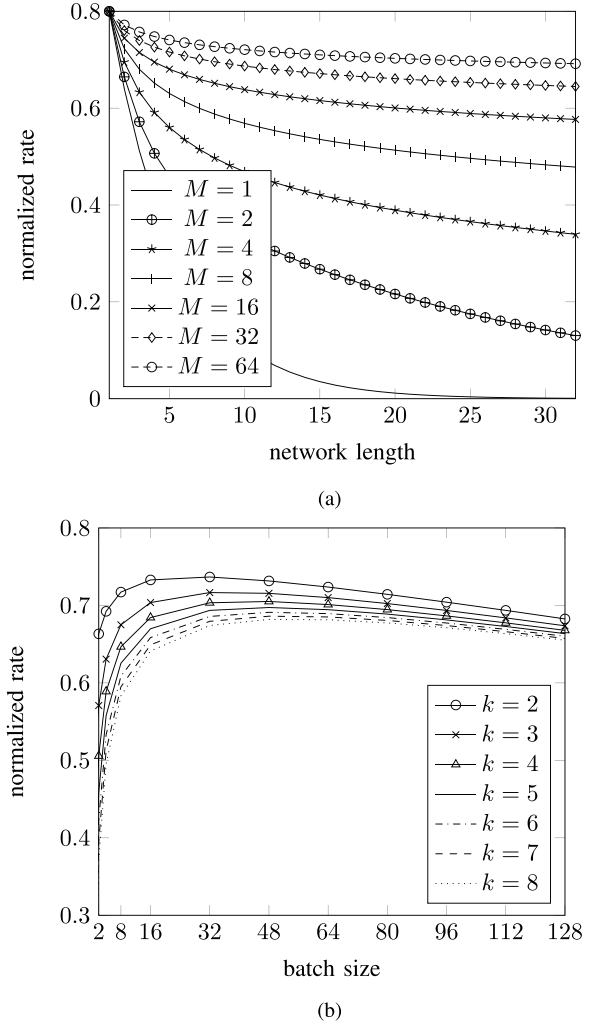 0.8
0.6
0.4
0.2
0
normalized rate
M = 1
M = 2
M = 4
M = 8
M = 16
M = 32
M = 64
5 10 15 20 25 30
network length
(a)
0.8
0.7
0.6
0.5
0.4
0.3
normalized rate
k = 2
k = 3
k = 4
k = 5
k = 6
k = 7
k = 8
2 8 16 32 48 64 80 96 112 128
batch size
(b)